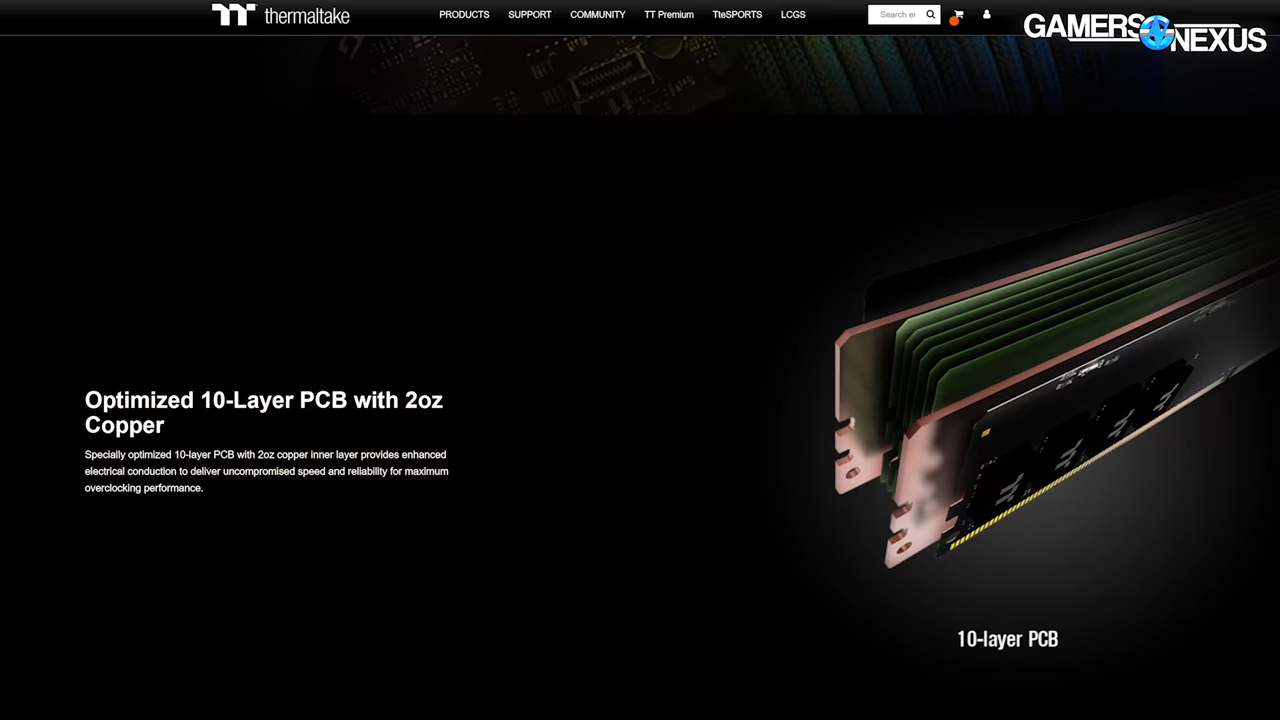 thermaltake
PRODUCTS SUPPORT COMMUNITY TT Premium TteSPORTS LCGS
GAMERS NEXUS
Optimized 10-Layer PCB with 2oz
Copper
Specially optimized 10-layer PCB with 2oz copper inner layer provides enhanced
electrical conduction to deliver uncompromised speed and reliability for maximum
overclocking performance.
10-layer PCB